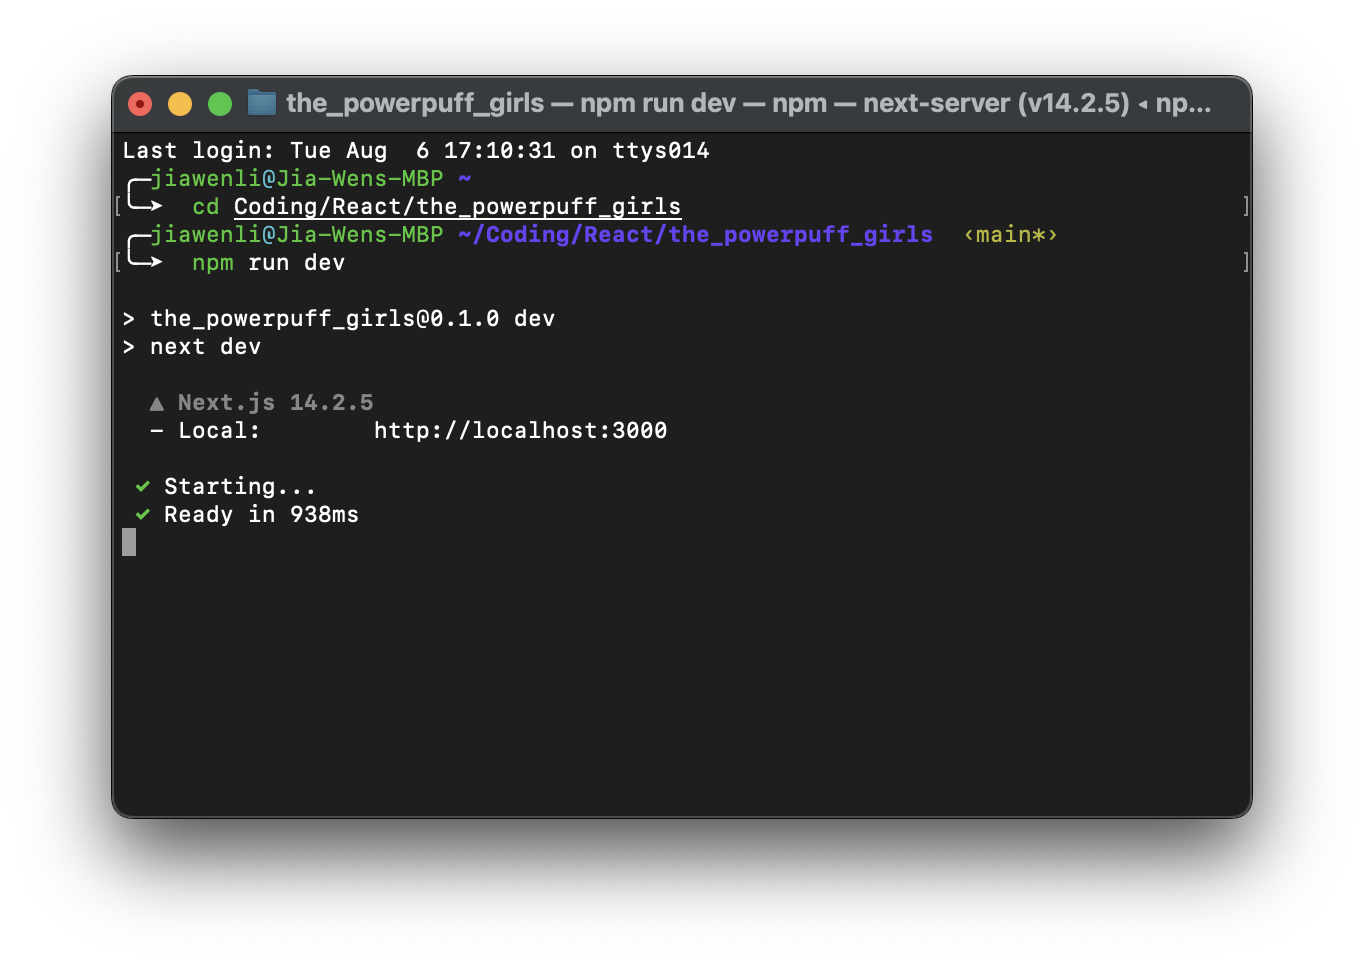 the_powerpuff_girls — npm run dev — npm — next-server (v14.2.5) ◂ np...
Last login: Tue Aug  6 17:10:31 on ttys014
╭─jiawenli@Jia-Wens-MBP ~
[╰─➤  cd Coding/React/the_powerpuff_girls ]
╭─jiawenli@Jia-Wens-MBP ~/Coding/React/the_powerpuff_girls  ‹main*›
[╰─➤  npm run dev ]
> the_powerpuff_girls@0.1.0 dev
> next dev
▲ Next.js 14.2.5
- Local:        http://localhost:3000
✓ Starting...
✓ Ready in 938ms